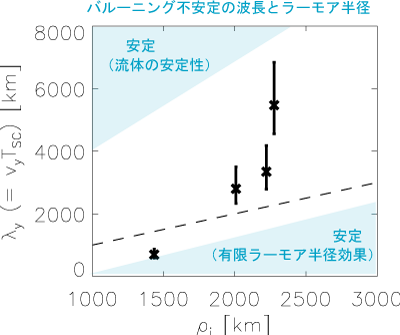 バルーニング不安定の波長とラーモア半径
8000
6000
4000
2000
0
λy (= vyTsc) [km]
安定
(流体の安定性)
安定
(有限ラーモア半径効果)
1000 1500 2000 2500 3000
ρi [km]